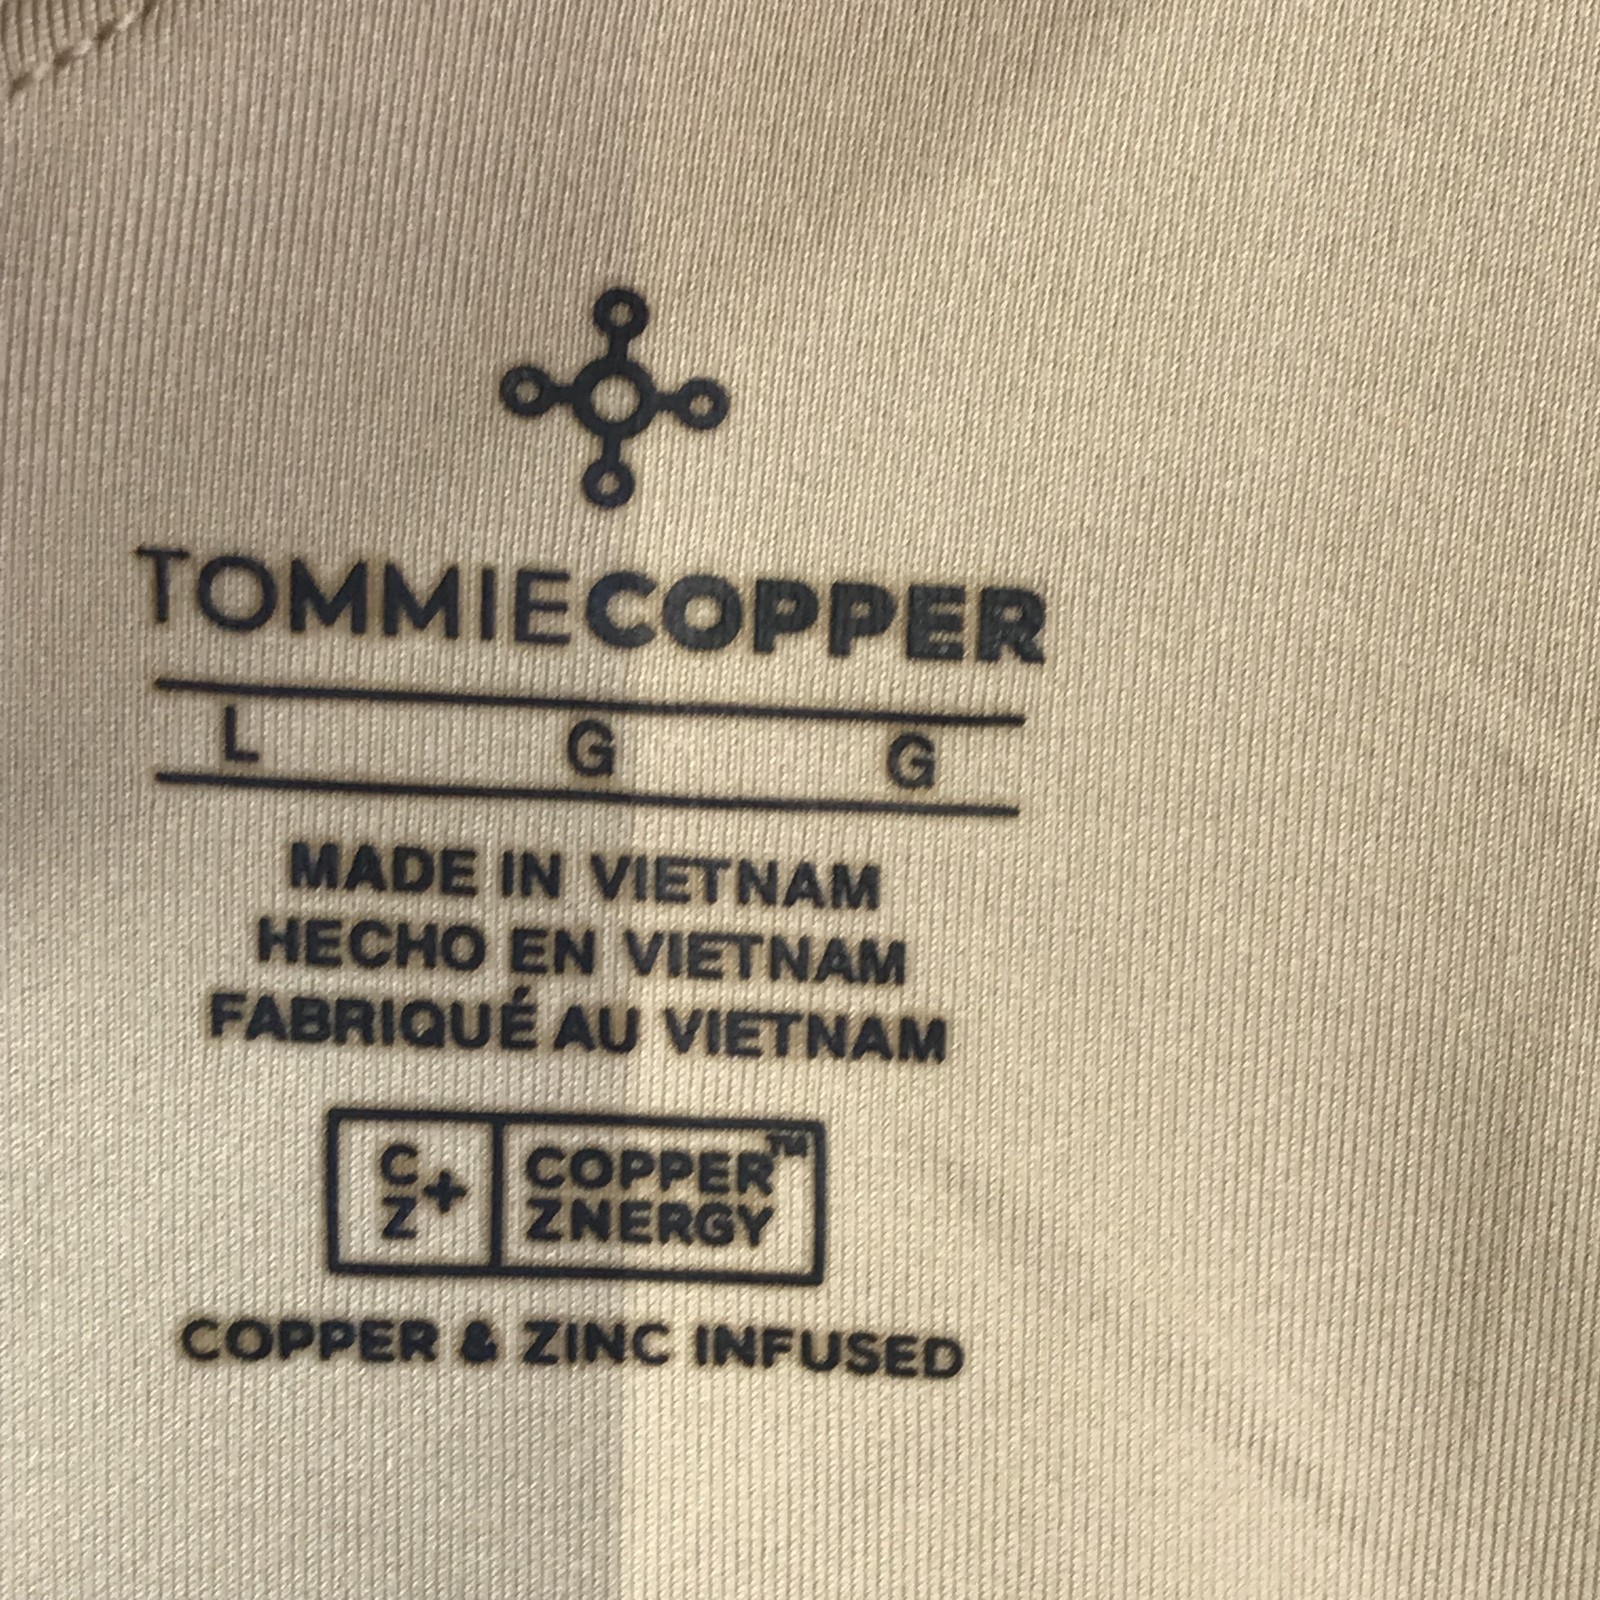 TOMMIECOPPER
L G G
MADE IN VIETNAM
HECHO EN VIETNAM
FABRIQUÉ AU VIETNAM
C
Z+
COPPER™
ZNERGY
COPPER & ZINC INFUSED